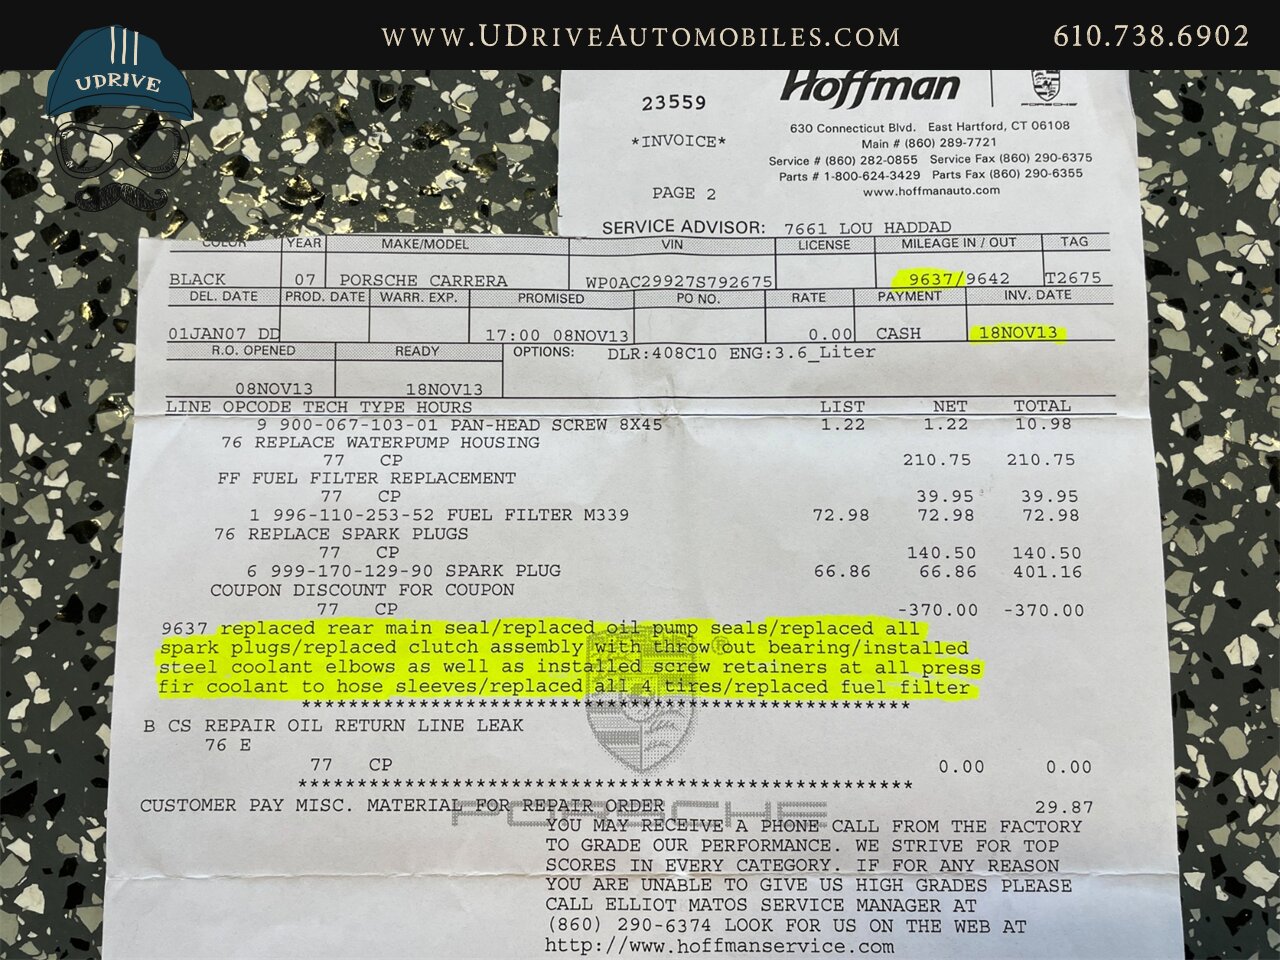 www.UDriveAutomobiles.com
610.738.6902
UDRIVE
23559
*INVOICE*
PAGE 2
Hoffman
PORSCHE
630 Connecticut Blvd. East Hartford, CT 06108
Main # (860) 289-7721
Service # (860) 282-0855 Service Fax (860) 290-6375
Parts # 1-800-624-3429 Parts Fax (860) 290-6355
www.hoffmanauto.com
SERVICE ADVISOR: 7661 LOU HADDAD
COLOR YEAR MAKE/MODEL VIN LICENSE MILEAGE IN / OUT TAG
BLACK 07 PORSCHE CARRERA WP0AC29927S792675 9637/9642 T2675
DEL. DATE PROD. DATE WARR. EXP. PROMISED PO NO. RATE PAYMENT INV. DATE
01JAN07 DD 17:00 08NOV13 0.00 CASH 18NOV13
R.O. OPENED READY OPTIONS: DLR:408C10 ENG:3.6_Liter
08NOV13 18NOV13
LINE OPCODE TECH TYPE HOURS LIST NET TOTAL
9 900-067-103-01 PAN-HEAD SCREW 8X45 1.22 1.22 10.98
76 REPLACE WATERPUMP HOUSING
77 CP 210.75 210.75
FF FUEL FILTER REPLACEMENT
77 CP 39.95 39.95
1 996-110-253-52 FUEL FILTER M339 72.98 72.98 72.98
76 REPLACE SPARK PLUGS
77 CP 140.50 140.50
6 999-170-129-90 SPARK PLUG 66.86 66.86 401.16
COUPON DISCOUNT FOR COUPON
77 CP -370.00 -370.00
9637 replaced rear main seal/replaced oil pump seals/replaced all
spark plugs/replaced clutch assembly with throw out bearing/installed
steel coolant elbows as well as installed screw retainers at all press
fir coolant to hose sleeves/replaced all 4 tires/replaced fuel filter
****************************************************
B CS REPAIR OIL RETURN LINE LEAK
76 E
77 CP 0.00 0.00
****************************************************
CUSTOMER PAY MISC. MATERIAL FOR REPAIR ORDER 29.87
PORSCHE
YOU MAY RECEIVE A PHONE CALL FROM THE FACTORY
TO GRADE OUR PERFORMANCE. WE STRIVE FOR TOP
SCORES IN EVERY CATEGORY. IF FOR ANY REASON
YOU ARE UNABLE TO GIVE US HIGH GRADES PLEASE
CALL ELLIOT MATOS SERVICE MANAGER AT
(860) 290-6374 LOOK FOR US ON THE WEB AT
http://www.hoffmanservice.com